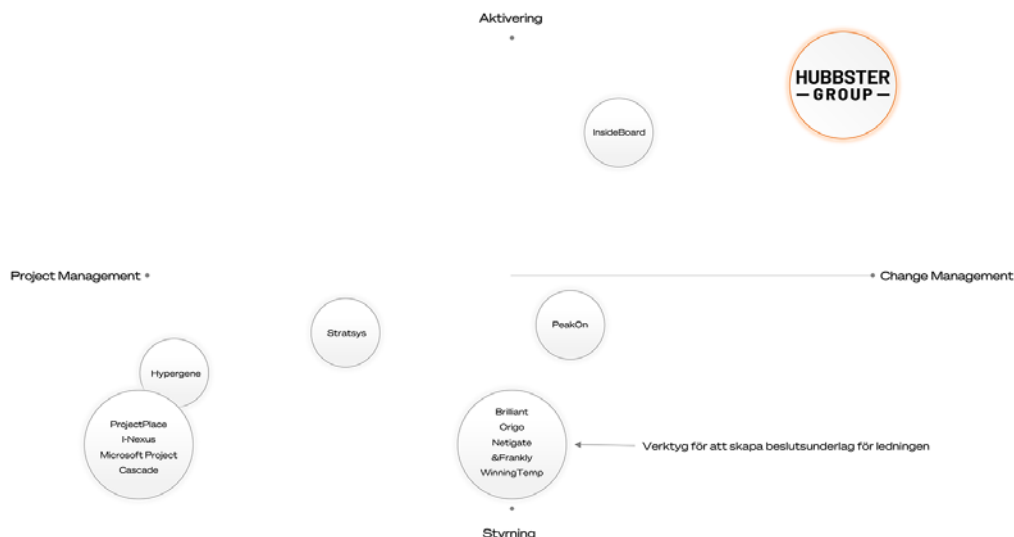 Aktivering
HUBBSTER
GROUP
InsideBoard
Project Management
Change Management
Stratsys
PeakOn
Hypergene
ProjectPlace
I-Nexus
Microsoft Project
Cascade
Brilliant
Origo
Netigate
&Frankly
WinningTemp
Verktyg för att skapa beslutsunderlag för ledningen
Styrning